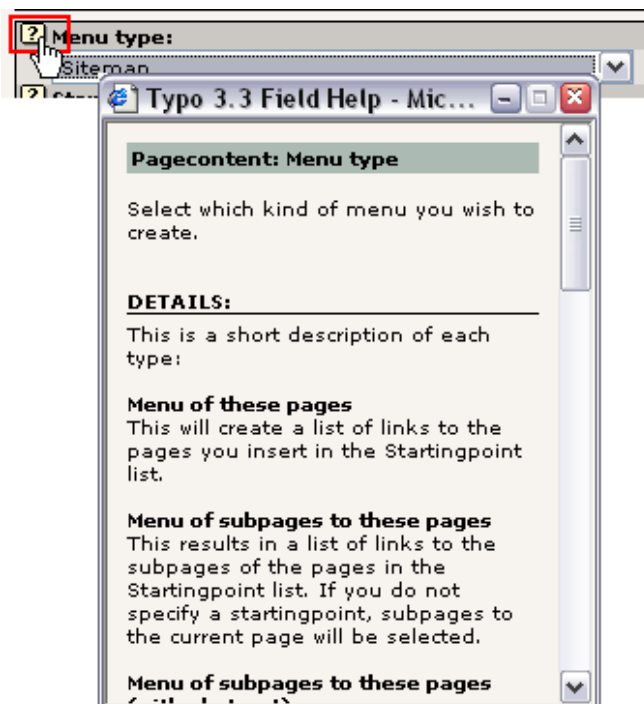 ? Menu type:
Sitemap
?
Typo 3.3 Field Help - Mic...
Pagecontent: Menu type
Select which kind of menu you wish to
create.
DETAILS:
This is a short description of each
type:
Menu of these pages
This will create a list of links to the
pages you insert in the Startingpoint
list.
Menu of subpages to these pages
This results in a list of links to the
subpages of the pages in the
Startingpoint list. If you do not
specify a startingpoint, subpages to
the current page will be selected.
Menu of subpages to these pages